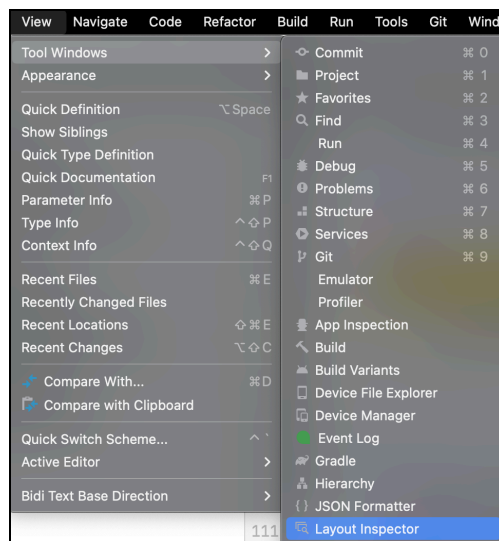 View Navigate Code Refactor Build Run Tools Git Wind
Tool Windows >
Appearance >
Quick Definition ⌥Space
Show Siblings
Quick Type Definition
Quick Documentation F1
Parameter Info ⌘P
Type Info ^⇧P
Context Info ^⇧Q
Recent Files ⌘E
Recently Changed Files
Recent Locations ⇧⌘E
Recent Changes ⌥⇧C
Compare With... ⌘D
Compare with Clipboard
Quick Switch Scheme... ^`
Active Editor >
Bidi Text Base Direction >
Commit ⌘0
Project ⌘1
Favorites ⌘2
Find ⌘3
Run ⌘4
Debug ⌘5
Problems ⌘6
Structure ⌘7
Services ⌘8
Git ⌘9
Emulator
Profiler
App Inspection
Build
Build Variants
Device File Explorer
Device Manager
Event Log
Gradle
Hierarchy
JSON Formatter
Layout Inspector
111